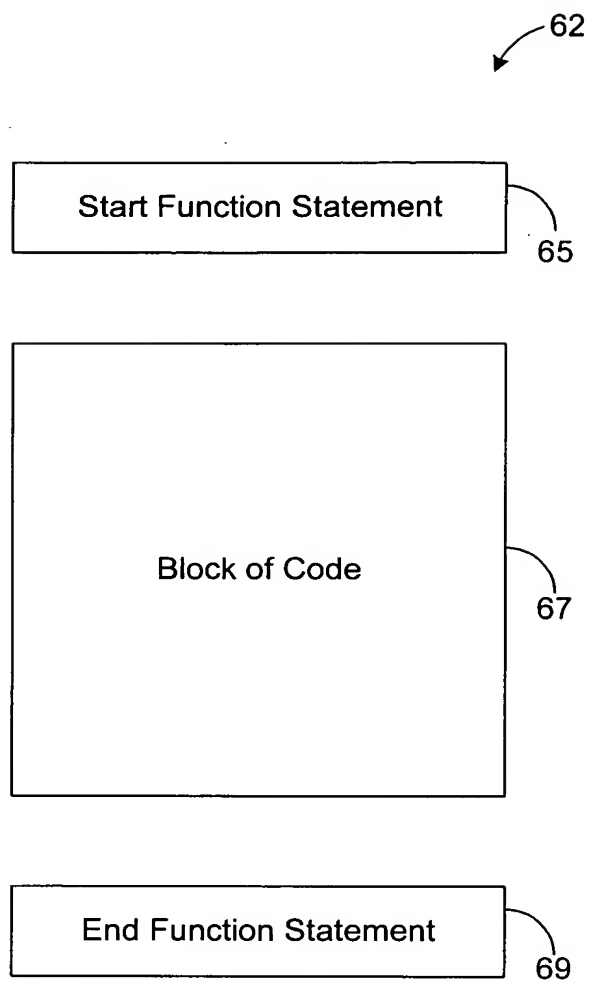 62
Start Function Statement
65
Block of Code
67
End Function Statement
69